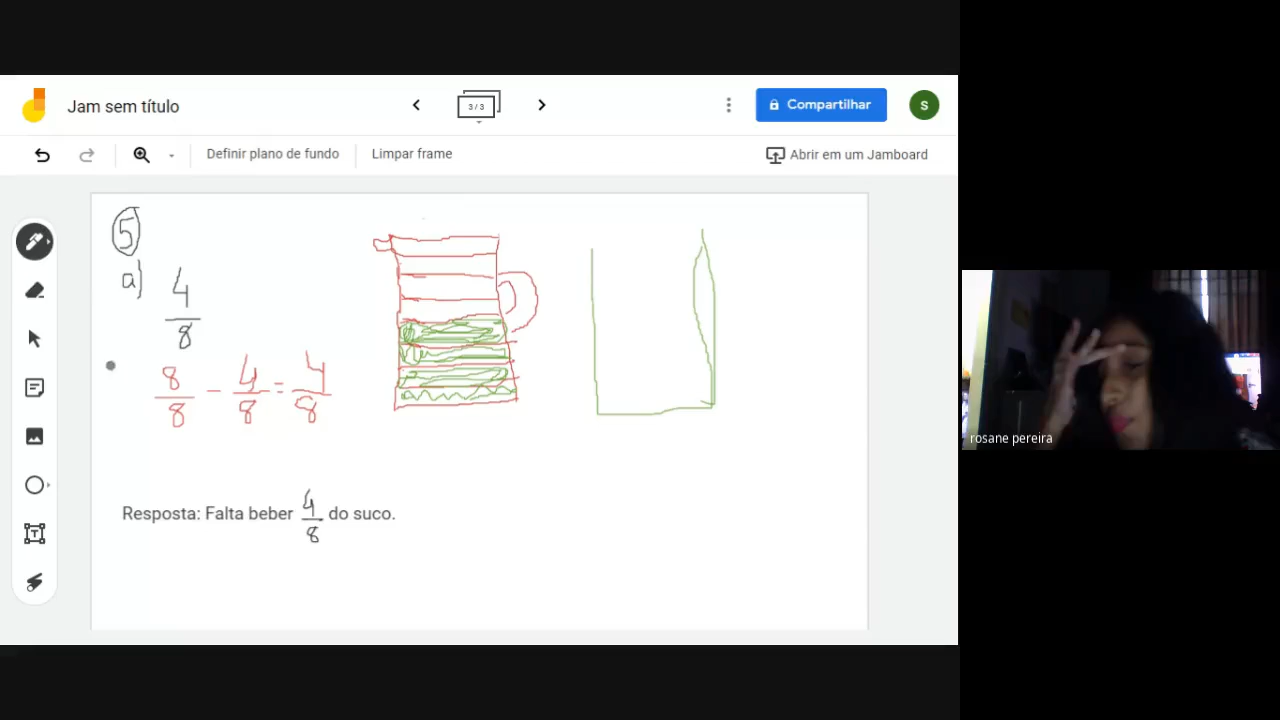 Jam sem título
3 / 3
Compartilhar
S
Definir plano de fundo
Limpar frame
Abrir em um Jamboard
5
a) 4/8
8/8 - 4/8 = 4/8
Resposta: Falta beber 4/8 do suco.
rosane pereira